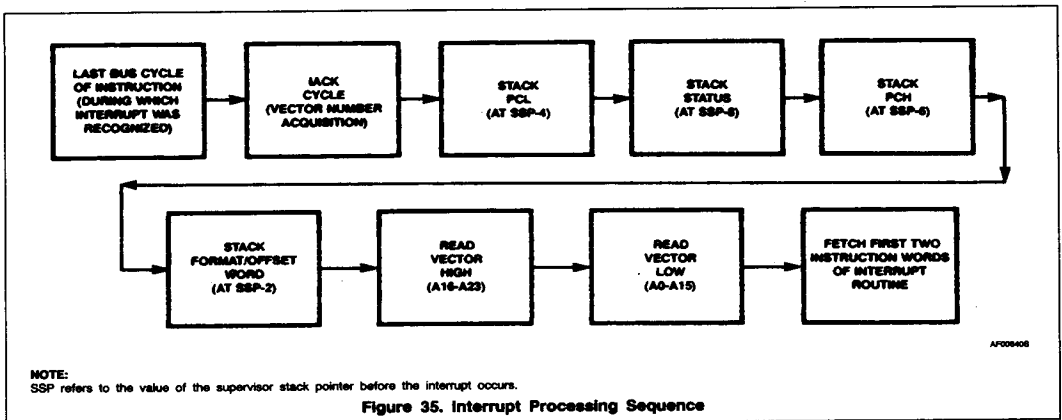 LAST BUS CYCLE
OF INSTRUCTION
(DURING WHICH
INTERRUPT WAS
RECOGNIZED)
IACK
CYCLE
(VECTOR NUMBER
ACQUISITION)
STACK
PCL
(AT SSP-4)
STACK
STATUS
(AT SSP-8)
STACK
PCH
(AT SSP-6)
STACK
FORMAT/OFFSET
WORD
(AT SSP-2)
READ
VECTOR
HIGH
(A16-A23)
READ
VECTOR
LOW
(A0-A15)
FETCH FIRST TWO
INSTRUCTION WORDS
OF INTERRUPT
ROUTINE
NOTE:
SSP refers to the value of the supervisor stack pointer before the interrupt occurs.
Figure 35. Interrupt Processing Sequence